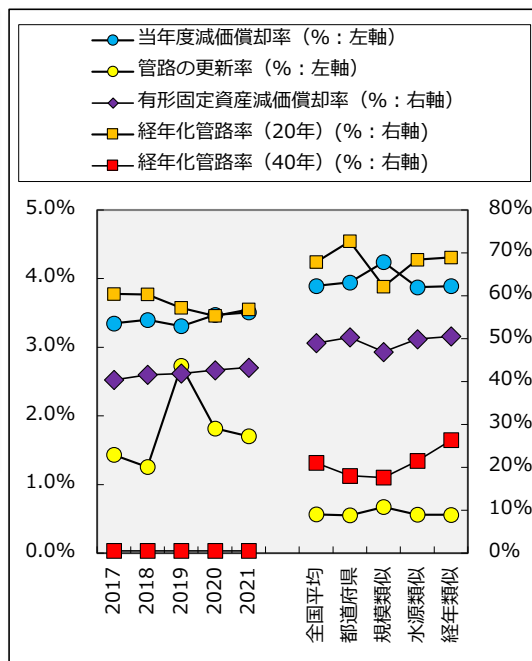 当年度減価償却率（%：左軸）
管路の更新率（%：左軸）
有形固定資産減価償却率（%：右軸）
経年化管路率（20年）(%：右軸)
経年化管路率（40年）(%：右軸)
5.0%
4.0%
3.0%
2.0%
1.0%
0.0%
80%
70%
60%
50%
40%
30%
20%
10%
0%
2017
2018
2019
2020
2021
全国平均
都道府県
規模類似
水源類似
経年類似